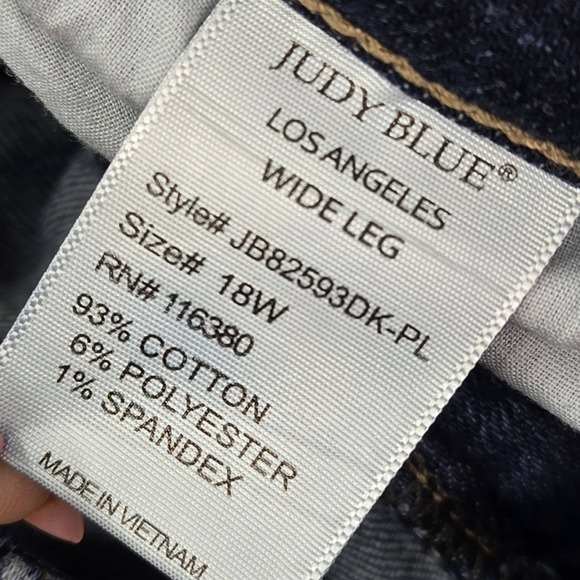 JUDY BLUE®
LOS ANGELES
WIDE LEG
Style# JB82593DK-PL
Size# 18W
RN# 116380
93% COTTON
6% POLYESTER
1% SPANDEX
MADE IN VIETNAM